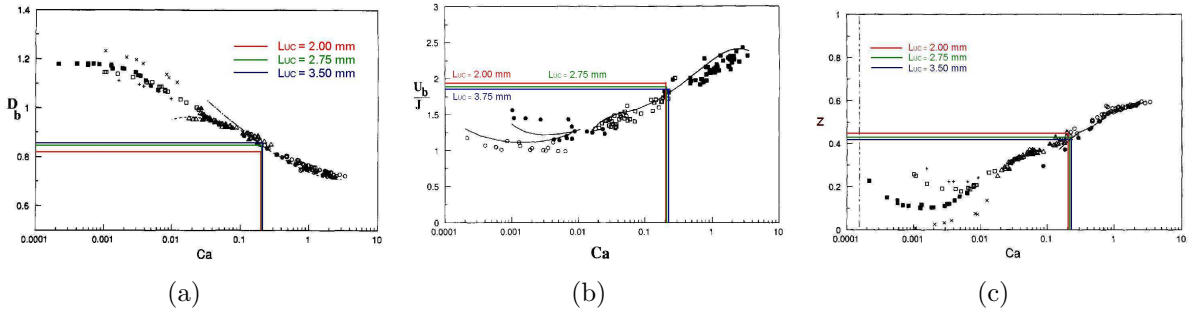 1.4
1.2
1.0
D
b
0.8
0.6
0.0001
0.001
0.01
0.1
1
10
Ca
LUC = 2.00 mm
LUC = 2.75 mm
LUC = 3.50 mm
(a)
3
2.5
2
Ub
J
1.5
1
0.5
0
0.0001
0.001
0.01
0.1
1
10
Ca
LUC = 2.00 mm
LUC = 2.75 mm
LUC = 3.75 mm
(b)
1
0.8
0.6
Z
0.4
0.2
0
0.0001
0.001
0.01
0.1
1
10
Ca
LUC = 2.00 mm
LUC = 2.75 mm
LUC = 3.50 mm
(c)